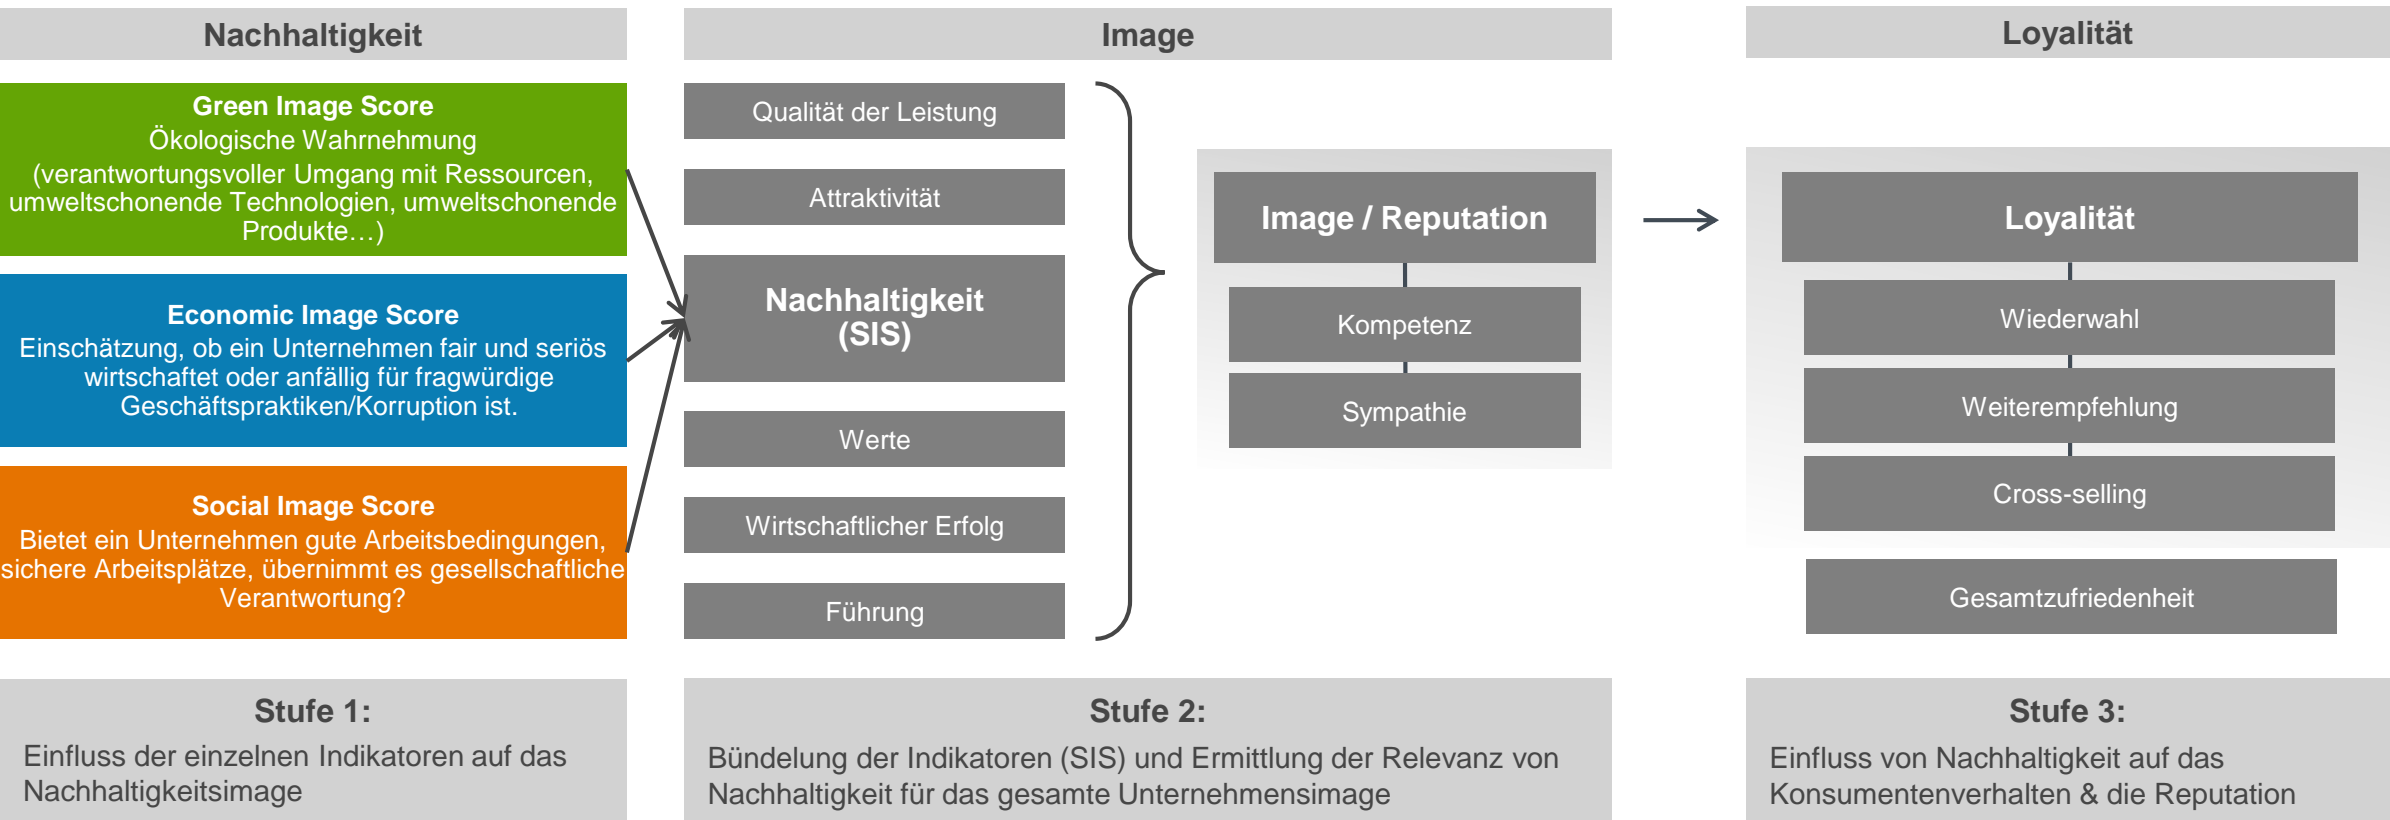 Nachhaltigkeit
Green Image Score
Ökologische Wahrnehmung
(verantwortungsvoller Umgang mit Ressourcen,
umweltschonende Technologien, umweltschonende
Produkte…)
Economic Image Score
Einschätzung, ob ein Unternehmen fair und seriös
wirtschaftet oder anfällig für fragwürdige
Geschäftspraktiken/Korruption ist.
Social Image Score
Bietet ein Unternehmen gute Arbeitsbedingungen,
sichere Arbeitsplätze, übernimmt es gesellschaftliche
Verantwortung?
Stufe 1:
Einfluss der einzelnen Indikatoren auf das
Nachhaltigkeitsimage
Image
Qualität der Leistung
Attraktivität
Nachhaltigkeit
(SIS)
Werte
Wirtschaftlicher Erfolg
Führung
Image / Reputation
Kompetenz
Sympathie
Stufe 2:
Bündelung der Indikatoren (SIS) und Ermittlung der Relevanz von
Nachhaltigkeit für das gesamte Unternehmensimage
Loyalität
Loyalität
Wiederwahl
Weiterempfehlung
Cross-selling
Gesamtzufriedenheit
Stufe 3:
Einfluss von Nachhaltigkeit auf das
Konsumentenverhalten & die Reputation